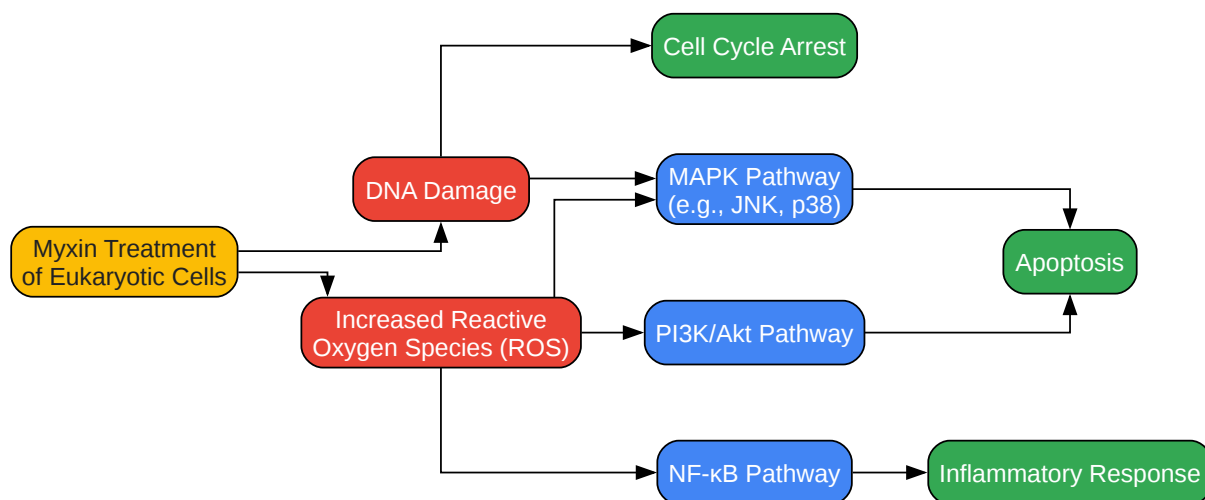 Cell Cycle Arrest
DNA Damage
MAPK Pathway
(e.g., JNK, p38)
Myxin Treatment
of Eukaryotic Cells
Apoptosis
Increased Reactive
Oxygen Species (ROS)
PI3K/Akt Pathway
NF-κB Pathway
Inflammatory Response